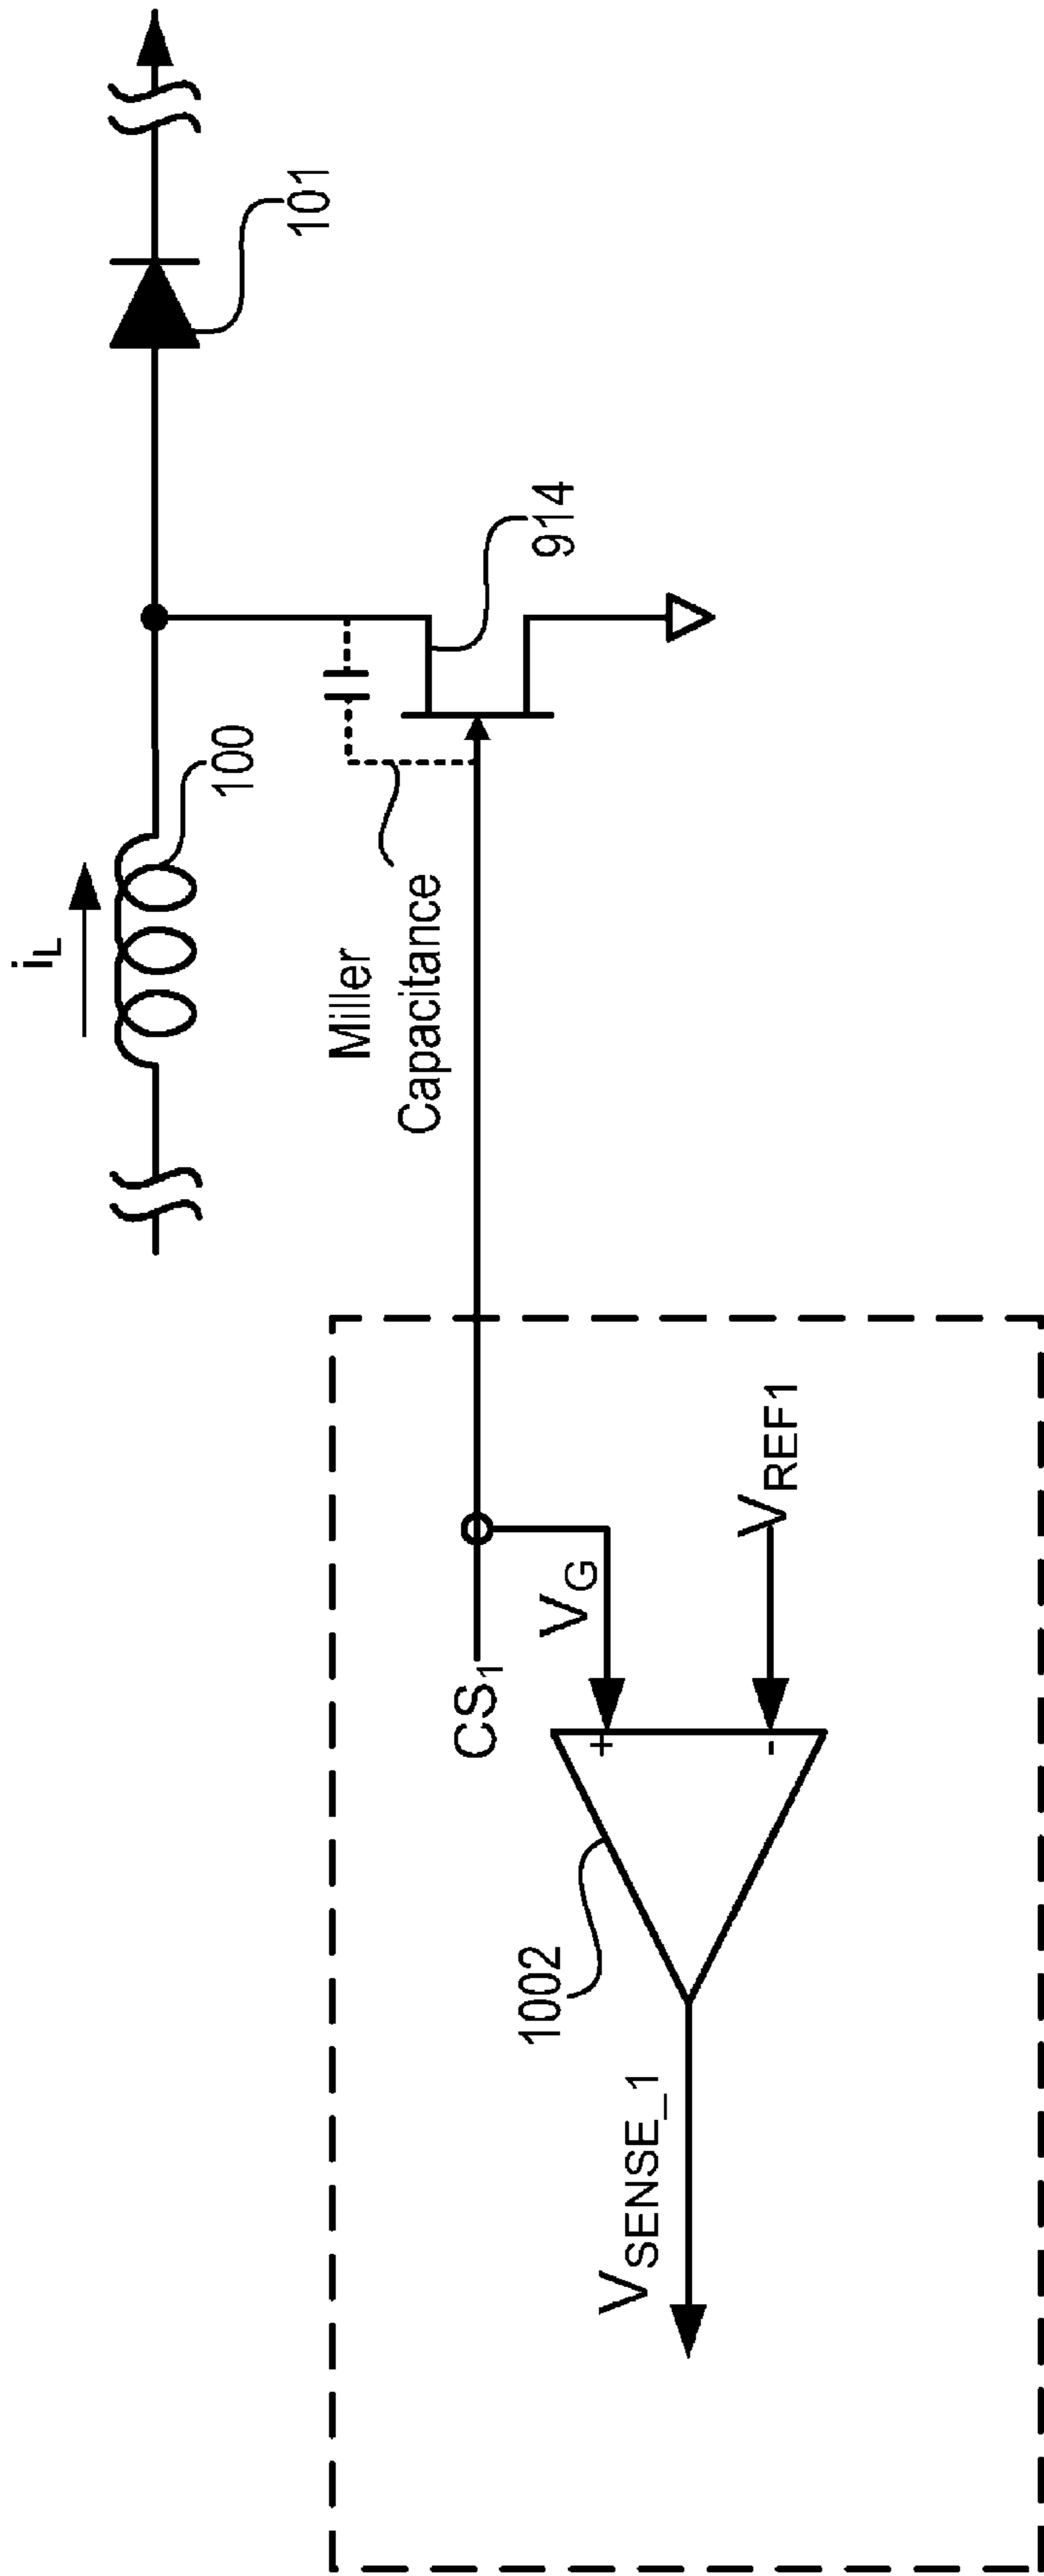 iL
100
101
Miller
Capacitance
914
CS1
VG
VREF1
1002
VSENSE_1
+
-